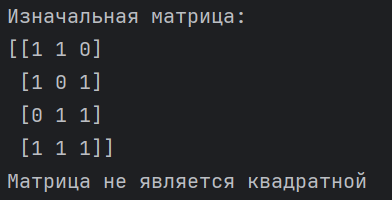 Изначальная матрица:
[[1 1 0]
 [1 0 1]
 [0 1 1]
 [1 1 1]]
Матрица не является квадратной